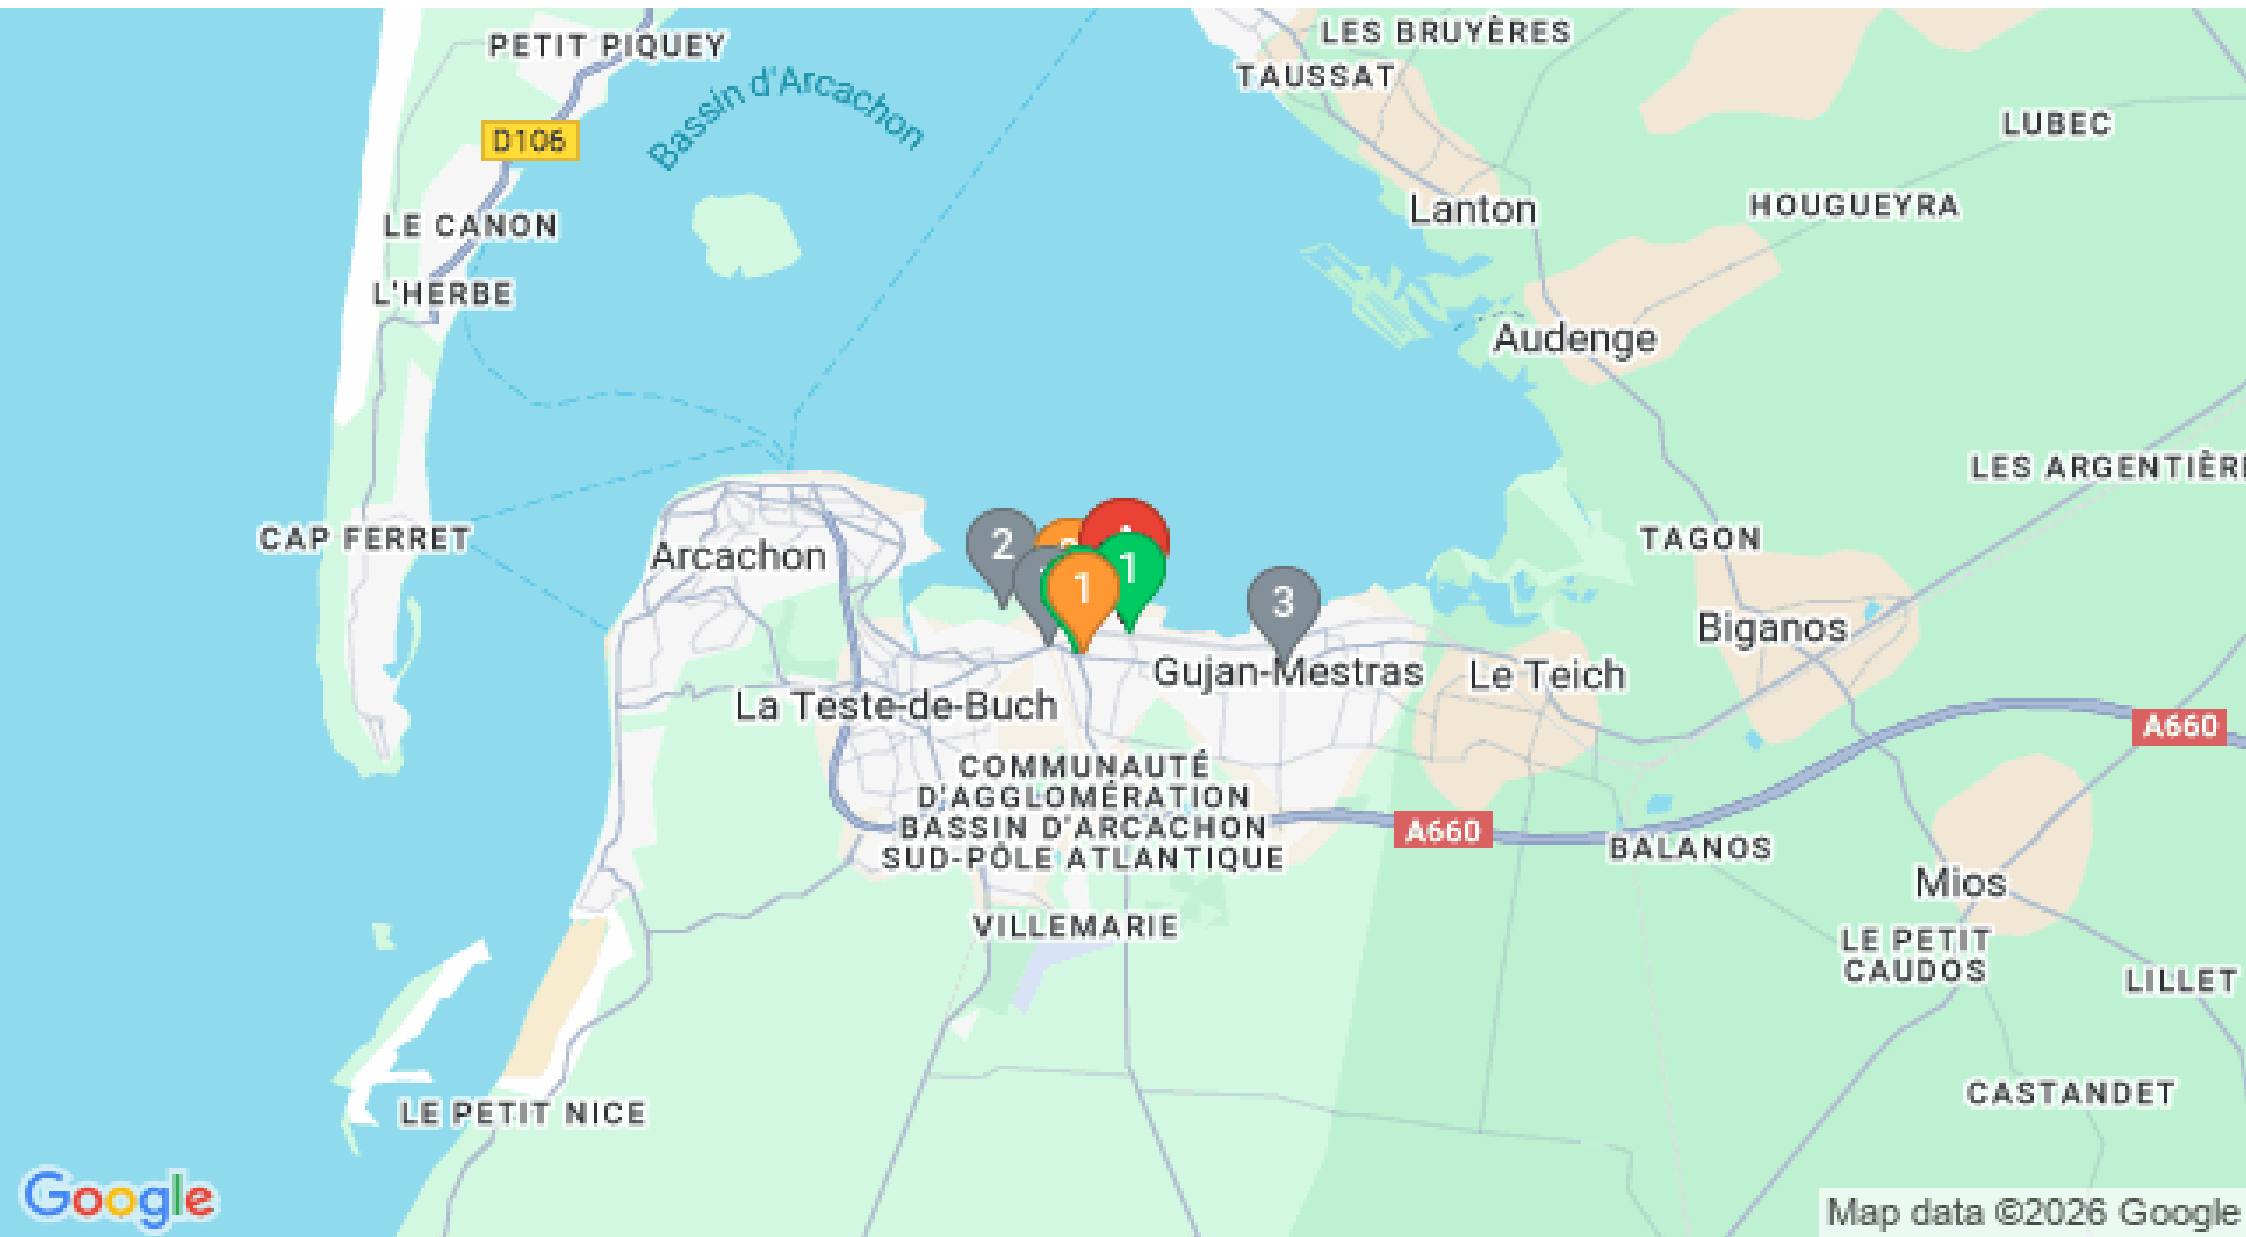 PETIT PIQUEY
LES BRUYÈRES
TAUSSAT
Bassin d'Arcachon
D106
LUBEC
LE CANON
Lanton
HOUGUEYRA
L'HERBE
Audenge
LES ARGENTIÈRE
CAP FERRET
Arcachon
2
1
1
3
TAGON
Biganos
Gujan-Mestras
Le Teich
La Teste-de-Buch
A660
COMMUNAUTÉ
D'AGGLOMÉRATION
BASSIN D'ARCACHON
SUD-PÔLE ATLANTIQUE
A660
BALANOS
Mios
VILLEMARIE
LE PETIT
CAUDOS
LILLET
CASTANDET
LE PETIT NICE
Google
Map data ©2026 Google